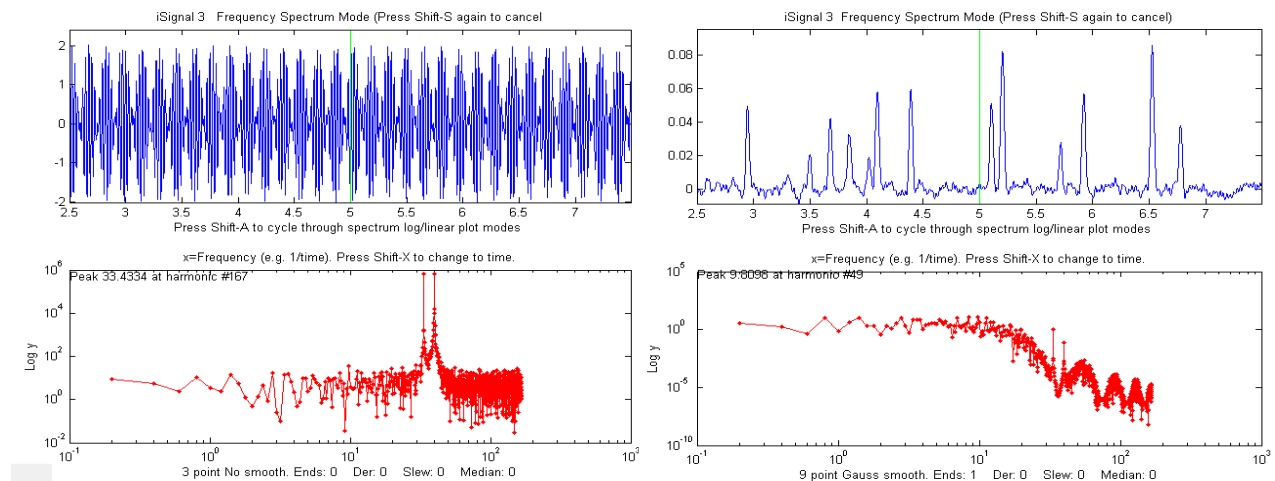 iSignal 3 Frequency Spectrum Mode (Press Shift-S again to cancel
2
1
0
-1
-2
2.5 3 3.5 4 4.5 5 5.5 6 6.5 7
Press Shift-A to cycle through spectrum log/linear plot modes
x=Frequency (e.g. 1/time). Press Shift-X to change to time.
Peak 33.4334 at harmonic #167
Log y
10^6
10^4
10^2
10^0
10^-2
10^-1 10^0 10^1 10^2 10^3
3 point No smooth. Ends: 0 Der: 0 Slew: 0 Median: 0
iSignal 3 Frequency Spectrum Mode (Press Shift-S again to cancel)
0.08
0.06
0.04
0.02
0
2.5 3 3.5 4 4.5 5 5.5 6 6.5 7
Press Shift-A to cycle through spectrum log/linear plot modes
x=Frequency (e.g. 1/time). Press Shift-X to change to time.
Peak 9.8098 at harmonic #49
Log y
10^5
10^0
10^-5
10^-10
10^-1 10^0 10^1 10^2 10^3
9 point Gauss smooth. Ends: 1 Der: 0 Slew: 0 Median: 0